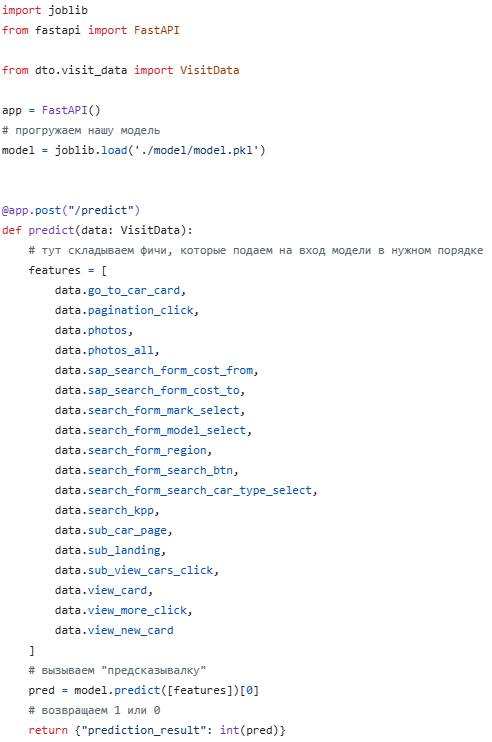 import joblib
from fastapi import FastAPI

from dto.visit_data import VisitData

app = FastAPI()
# прогружаем нашу модель
model = joblib.load('./model/model.pkl')


@app.post("/predict")
def predict(data: VisitData):
    # тут складываем фичи, которые подаем на вход модели в нужном порядке
    features = [
        data.go_to_car_card,
        data.pagination_click,
        data.photos,
        data.photos_all,
        data.sap_search_form_cost_from,
        data.sap_search_form_cost_to,
        data.search_form_mark_select,
        data.search_form_model_select,
        data.search_form_region,
        data.search_form_search_btn,
        data.search_form_search_car_type_select,
        data.search_kpp,
        data.sub_car_page,
        data.sub_landing,
        data.sub_view_cars_click,
        data.view_card,
        data.view_more_click,
        data.view_new_card
    ]
    # вызываем "предсказывалку"
    pred = model.predict([features])[0]
    # возвращаем 1 или 0
    return {"prediction_result": int(pred)}